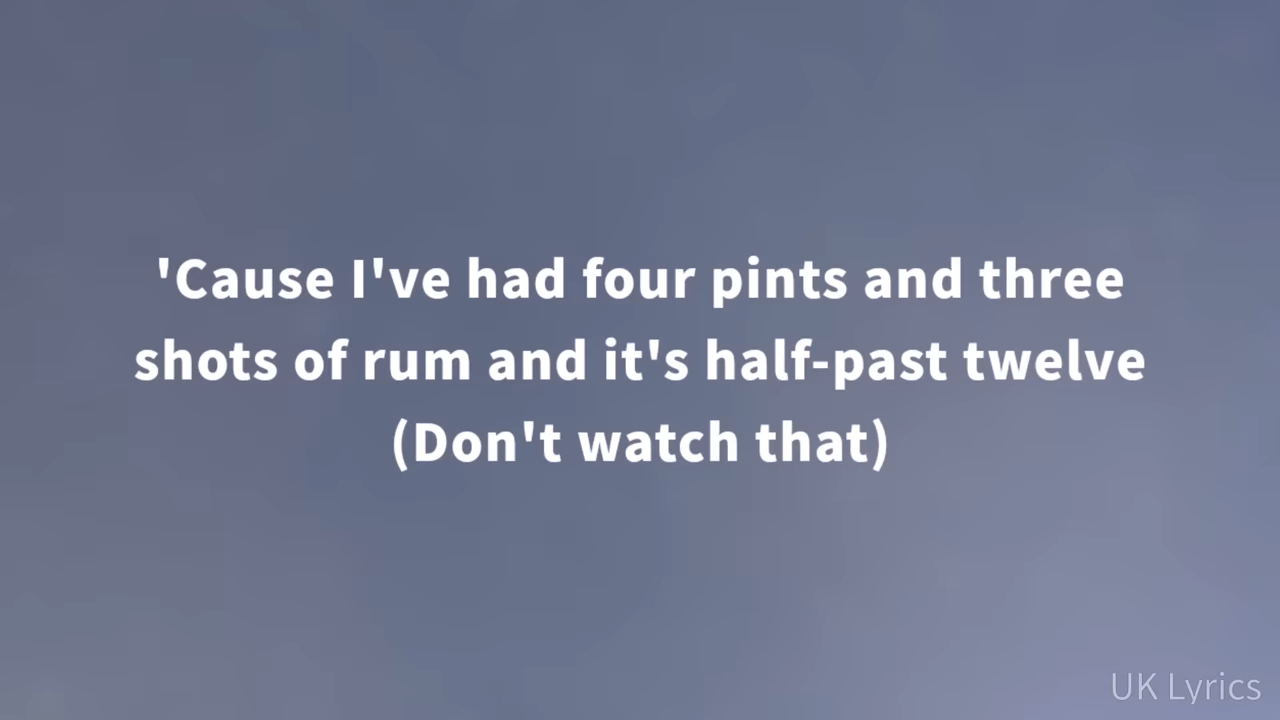 'Cause I've had four pints and three
shots of rum and it's half-past twelve
(Don't watch that)
UK Lyrics